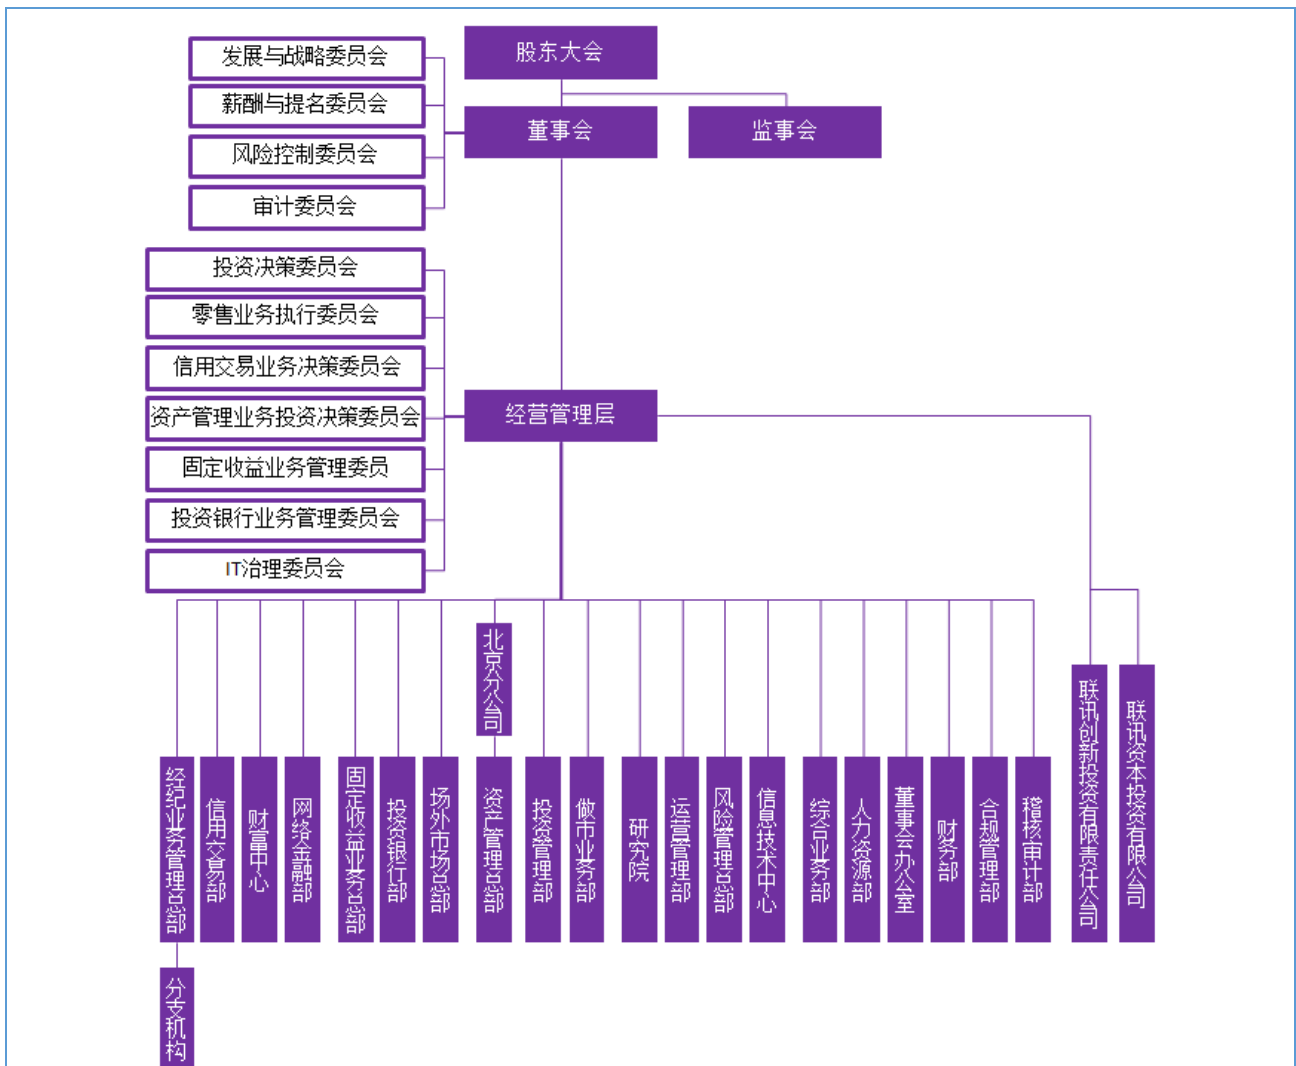 股东大会
董事会
监事会
发展与战略委员会
薪酬与提名委员会
风险控制委员会
审计委员会
投资决策委员会
零售业务执行委员会
信用交易业务决策委员会
资产管理业务投资决策委员会
固定收益业务管理委员
投资银行业务管理委员会
IT治理委员会
经营管理层
北京分公司
经纪业务管理总部
信用交易部
财富中心
网络金融部
固定收益业务总部
投资银行部
场外市场总部
资产管理总部
投资管理部
做市业务部
研究院
运营管理部
风险管理总部
信息技术中心
综合业务部
人力资源部
董事会办公室
财务部
合规管理部
稽核审计部
联讯创新投资有限责任公司
联讯资本投资有限公司
分支机构